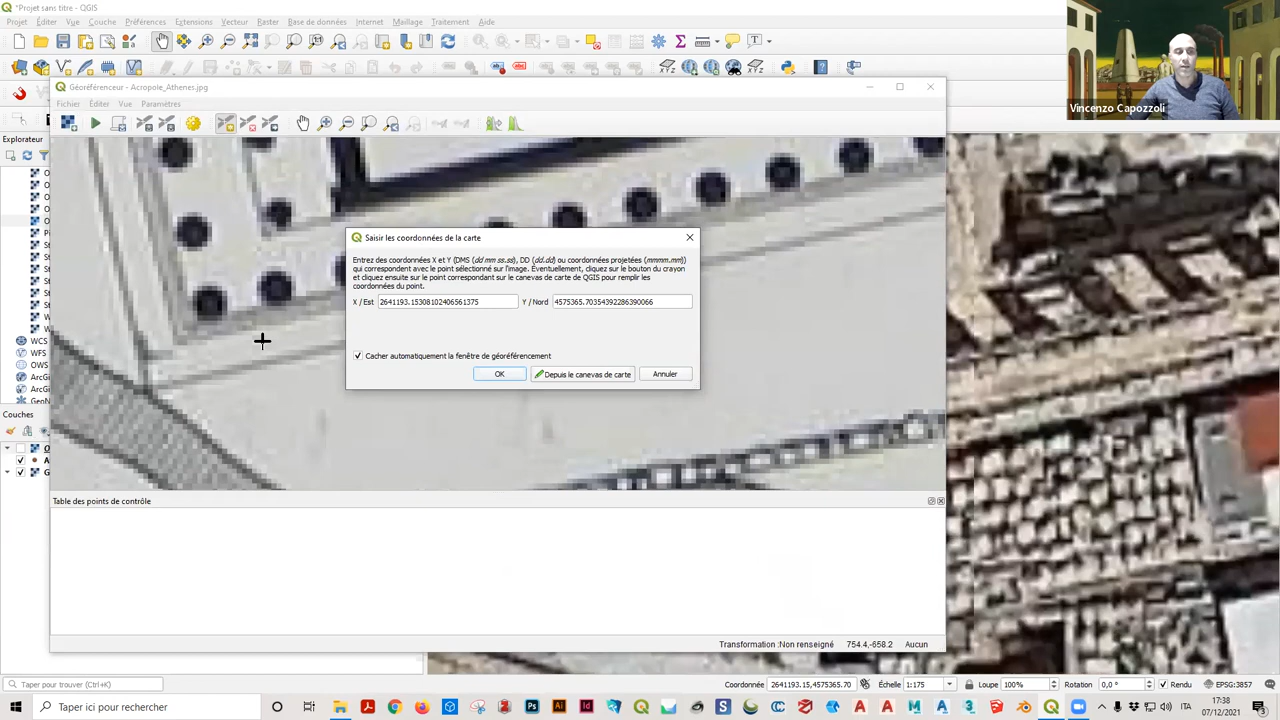 *Projet sans titre - QGIS
Projet Éditer Vue Couche Préférences Extensions Vecteur Raster Base de données Internet Maillage Traitement Aide
Vincenzo Capozzoli
Géoréférenceur - Acropole_Athenes.jpg
Fichier Éditer Vue Paramètres
Explorateur
WCS
WFS
OWS
ArcGi
ArcGi
GeoN
Couches
Saisir les coordonnées de la carte
Entrez des coordonnées X et Y (DMS (dd mm ss.ss), DD (dd.dd) ou coordonnées projetées (mmmm.mm))
qui correspondent avec le point sélectionné sur l'image. Éventuellement, cliquez sur le bouton du crayon
et cliquez ensuite sur le point correspondant sur le canevas de carte de QGIS pour remplir les
coordonnées du point.
X / Est 2641193.15308102406561375 Y / Nord 4575365.70354392286390066
Cacher automatiquement la fenêtre de géoréférencement
OK Depuis le canevas de carte Annuler
Table des points de contrôle
Transformation :Non renseigné 754.4,-658.2 Aucun
Taper pour trouver (Ctrl+K) Coordonnée 2641193.15,4575365.70 Échelle 1:175 Loupe 100% Rotation 0,0 ° Rendu EPSG:3857
Taper ici pour rechercher ITA 17:38
07/12/2021